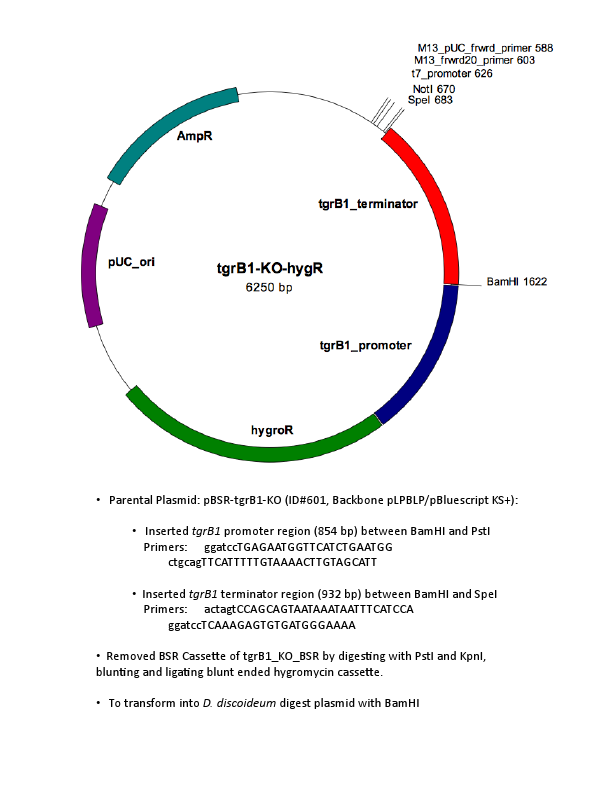 M13_pUC_frwrd_primer 588
M13_frwrd20_primer 603
t7_promoter 626
NotI 670
SpeI 683
AmpR
tgrB1_terminator
pUC_ori
tgrB1-KO-hygR
6250 bp
BamHI 1622
tgrB1_promoter
hygroR
• Parental Plasmid: pBSR-tgrB1-KO (ID#601, Backbone pLPBLP/pBluescript KS+):
• Inserted tgrB1 promoter region (854 bp) between BamHI and PstI
Primers: ggatccTGAGAATGGTTCATCTGAATGG
ctgcagTTCATTTTTGTAAAACTTGTAGCATT
• Inserted tgrB1 terminator region (932 bp) between BamHI and SpeI
Primers: actagtCCAGCAGTAATAAATAATTTCATCCA
ggatccTCAAAGAGTGTGATGGGAAAA
• Removed BSR Cassette of tgrB1_KO_BSR by digesting with PstI and KpnI,
blunting and ligating blunt ended hygromycin cassette.
• To transform into D. discoideum digest plasmid with BamHI